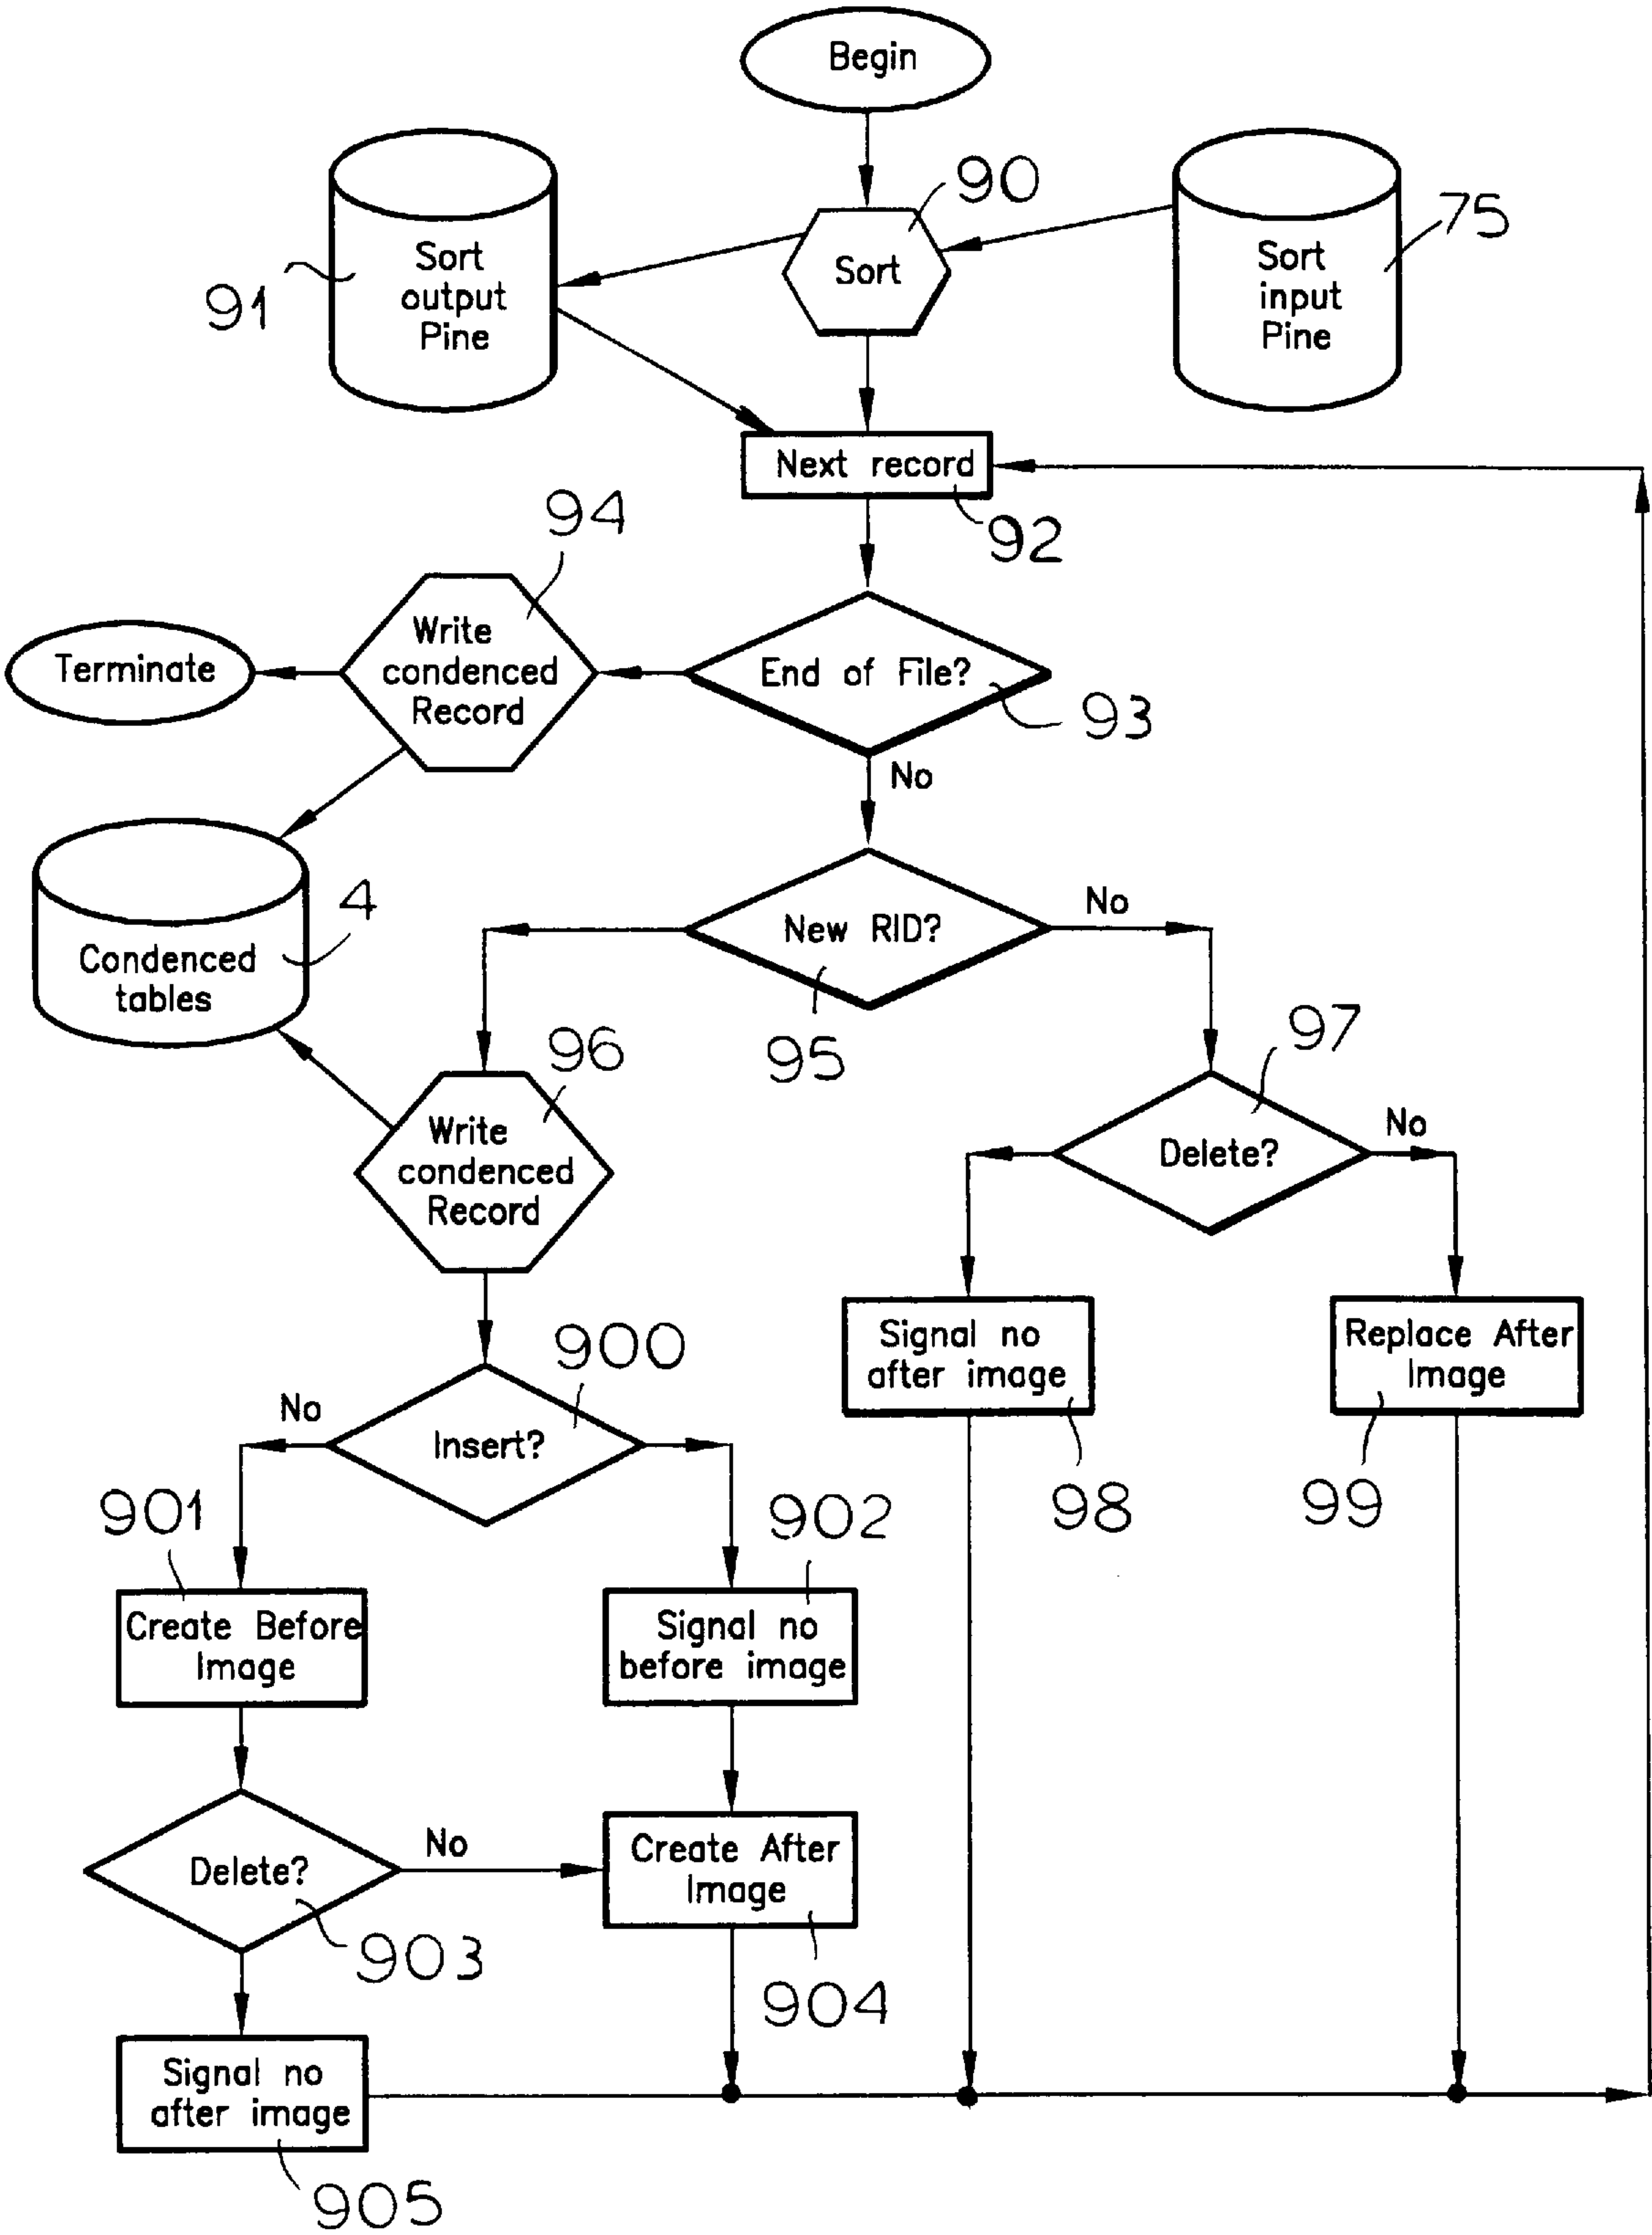 Begin
90
75
Sort
output
Pine
91
Sort
Sort
input
Pine
Next record
92
94
Write
condenced
Record
Terminate
End of File?
93
No
4
Condenced
tables
New RID?
No
95
96
97
Write
condenced
Record
Delete?
No
Signal no
after image
Replace After
Image
98
99
900
No
Insert?
901
902
Create Before
Image
Signal no
before image
Delete?
No
903
Create After
Image
904
Signal no
after image
905